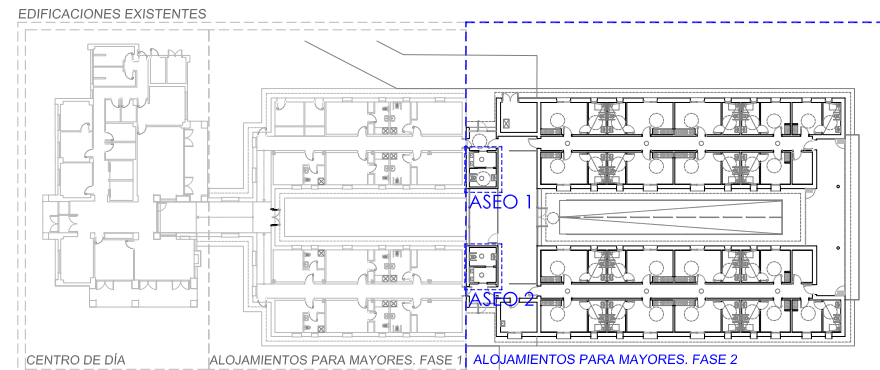 EDIFICACIONES EXISTENTES
ASEO 1
ASEO 2
CENTRO DE DÍA
ALOJAMIENTOS PARA MAYORES. FASE 1
ALOJAMIENTOS PARA MAYORES. FASE 2